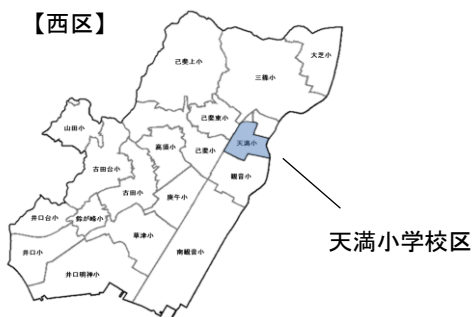 【西区】
大芝小
己斐上小
三篠小
己斐東小
山田小
天満小
高須小
己斐小
古田台小
観音小
古田小
庚午小
井口台小
鈴が峰小
草津小
井口小
南観音小
井口明神小
天満小学校区